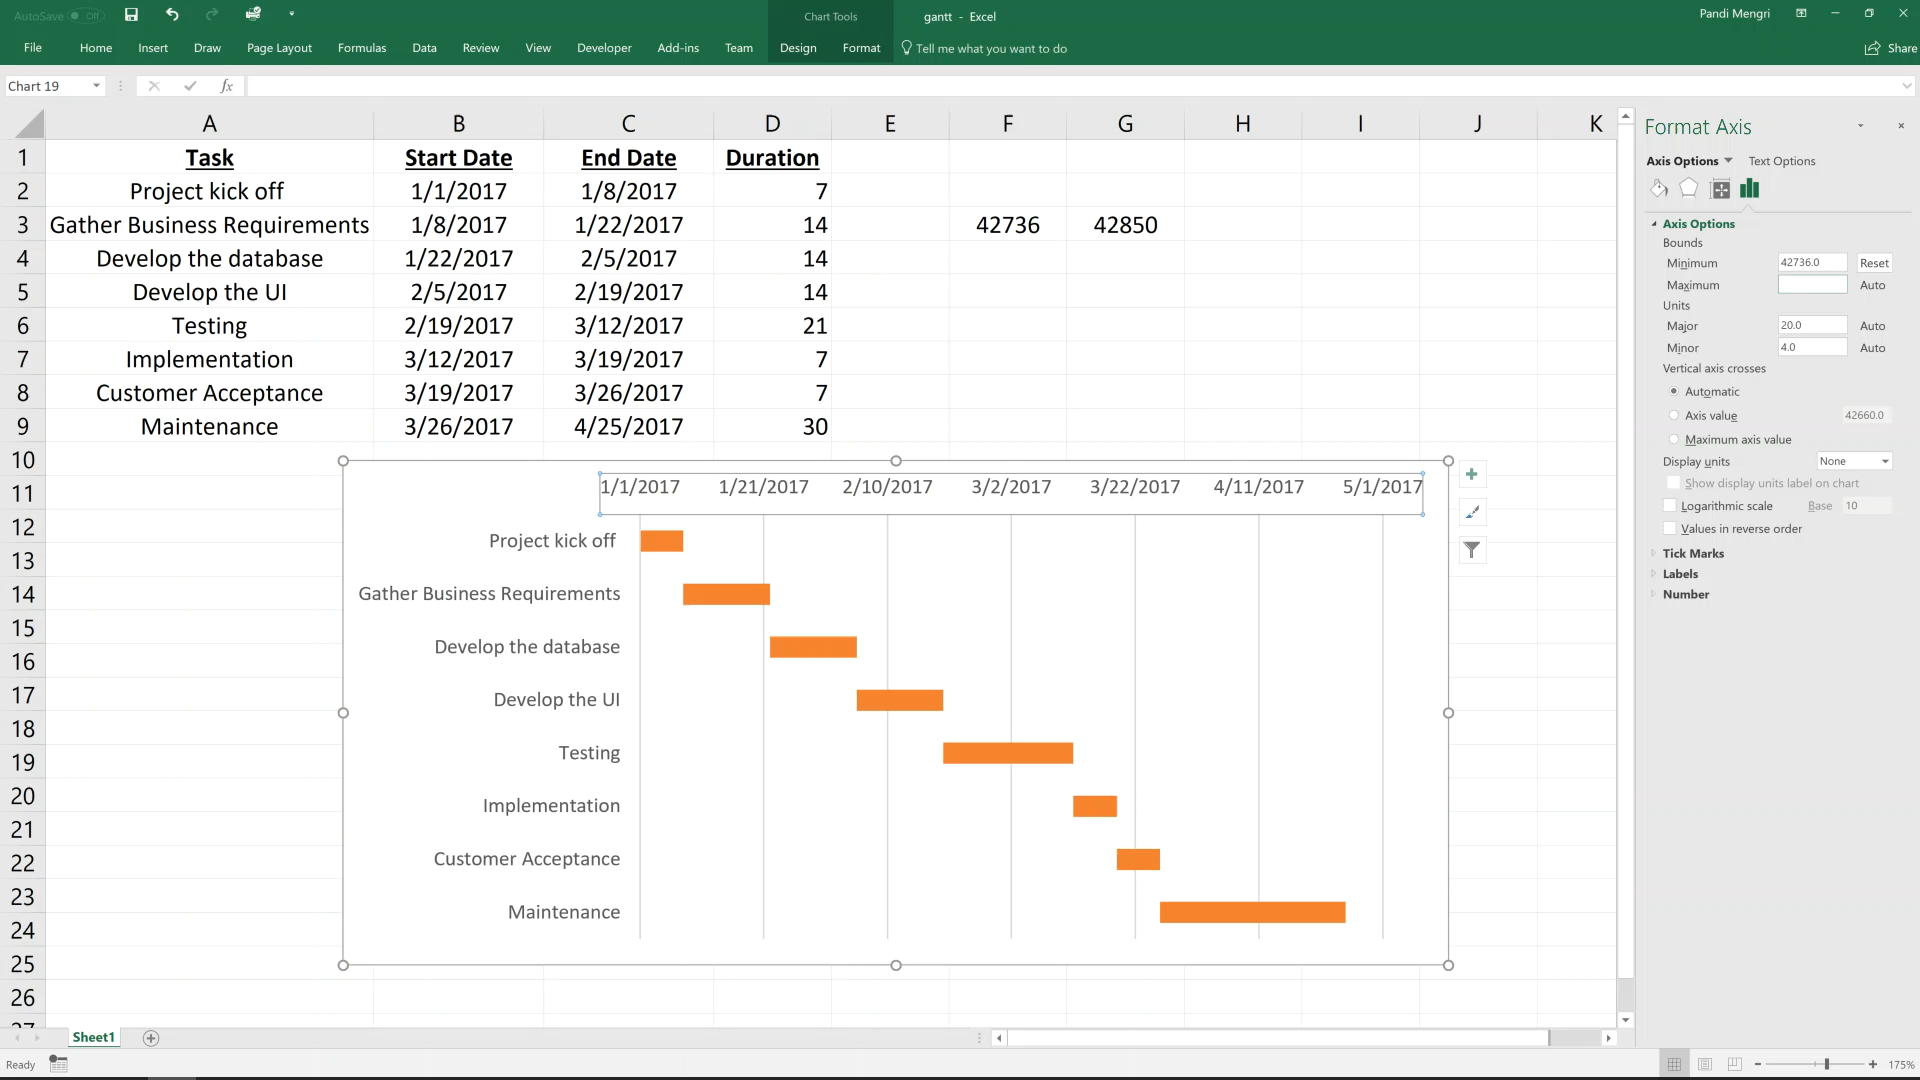 AutoSave Off
Chart Tools
gantt - Excel
Pandi Mengri
File Home Insert Draw Page Layout Formulas Data Review View Developer Add-ins Team Design Format Tell me what you want to do Share
Chart 19 fx
A B C D E F G H I J K
1 Task Start Date End Date Duration
2 Project kick off 1/1/2017 1/8/2017 7
3 Gather Business Requirements 1/8/2017 1/22/2017 14 42736 42850
4 Develop the database 1/22/2017 2/5/2017 14
5 Develop the UI 2/5/2017 2/19/2017 14
6 Testing 2/19/2017 3/12/2017 21
7 Implementation 3/12/2017 3/19/2017 7
8 Customer Acceptance 3/19/2017 3/26/2017 7
9 Maintenance 3/26/2017 4/25/2017 30
10
11
12
13
14
15
16
17
18
19
20
21
22
23
24
25
26
27
1/1/2017 1/21/2017 2/10/2017 3/2/2017 3/22/2017 4/11/2017 5/1/2017
Project kick off
Gather Business Requirements
Develop the database
Develop the UI
Testing
Implementation
Customer Acceptance
Maintenance
Format Axis
Axis Options Text Options
Axis Options
Bounds
Minimum 42736.0 Reset
Maximum Auto
Units
Major 20.0 Auto
Minor 4.0 Auto
Vertical axis crosses
Automatic
Axis value 42660.0
Maximum axis value
Display units None
Show display units label on chart
Logarithmic scale Base 10
Values in reverse order
Tick Marks
Labels
Number
Sheet1
Ready
175%